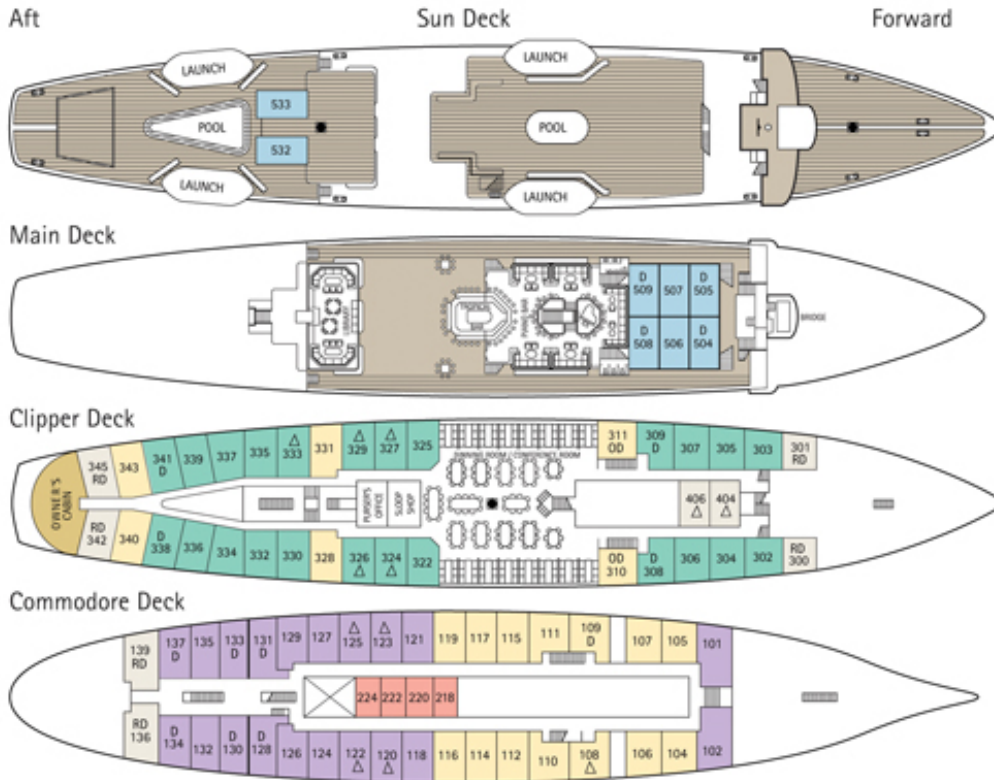 Aft Sun Deck Forward
LAUNCH LAUNCH
533
POOL POOL
532
LAUNCH LAUNCH
Main Deck
D 509 507 D 505
LIBRARY TROPICAL BAR PIANO BAR BRIDGE
D 508 506 D 504
Clipper Deck
345 RD 343 341 D 339 337 335 △ 333 331 △ 329 △ 327 325 311 OD 309 D 307 305 303 301 RD
DINNING ROOM / CONFERENCE ROOM
OWNER'S CABIN PURSER'S OFFICE SLOOP SHOP 406 △ 404 △
RD 342 340 D 338 336 334 332 330 328 326 △ 324 △ 322 OD 310 D 308 306 304 302 RD 300
Commodore Deck
139 RD 137 D 135 133 D 131 D 129 127 △ 125 △ 123 121 119 117 115 111 109 D 107 105 101
224 222 220 218
RD 136 D 134 132 D 130 D 128 126 124 122 △ 120 △ 118 116 114 112 110 108 △ 106 104 102